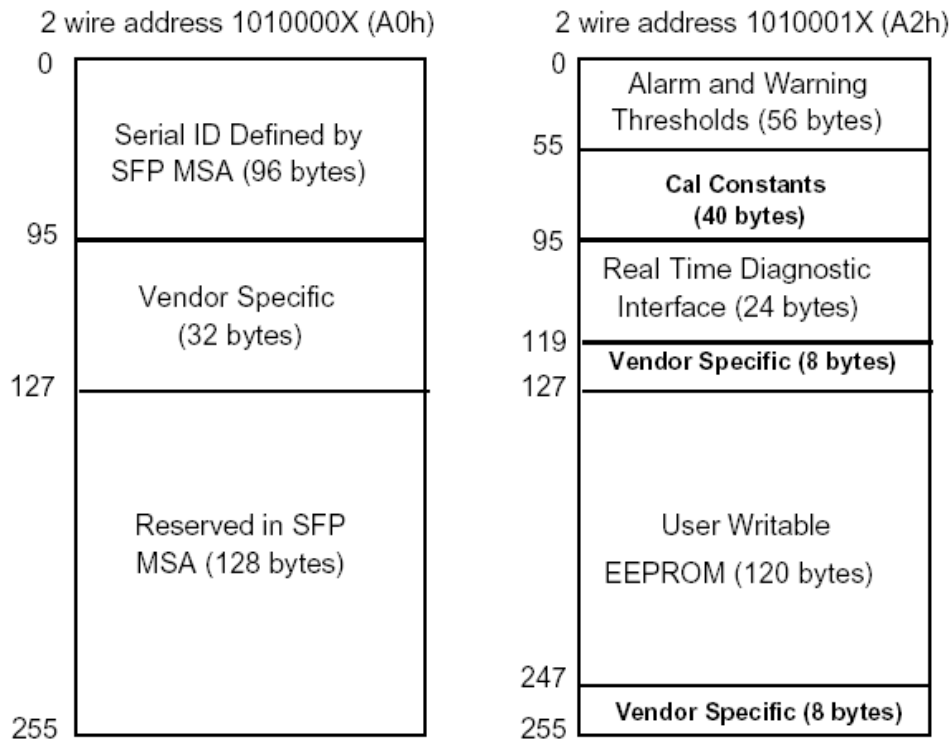 2 wire address 1010000X (A0h)
0
Serial ID Defined by
SFP MSA (96 bytes)
95
Vendor Specific
(32 bytes)
127
Reserved in SFP
MSA (128 bytes)
255
2 wire address 1010001X (A2h)
0
Alarm and Warning
Thresholds (56 bytes)
55
Cal Constants
(40 bytes)
95
Real Time Diagnostic
Interface (24 bytes)
119
Vendor Specific (8 bytes)
127
User Writable
EEPROM (120 bytes)
247
Vendor Specific (8 bytes)
255